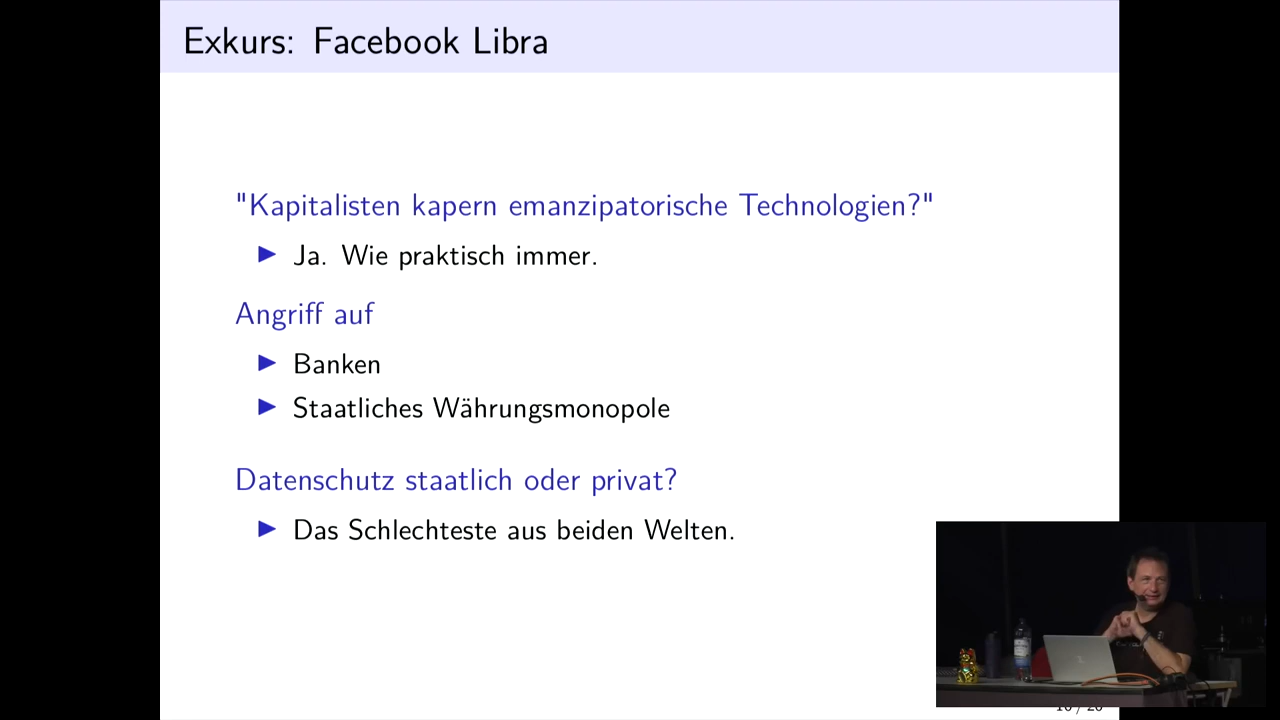 Exkurs: Facebook Libra
"Kapitalisten kapern emanzipatorische Technologien?"
Ja. Wie praktisch immer.
Angriff auf
Banken
Staatliches Währungsmonopole
Datenschutz staatlich oder privat?
Das Schlechteste aus beiden Welten.